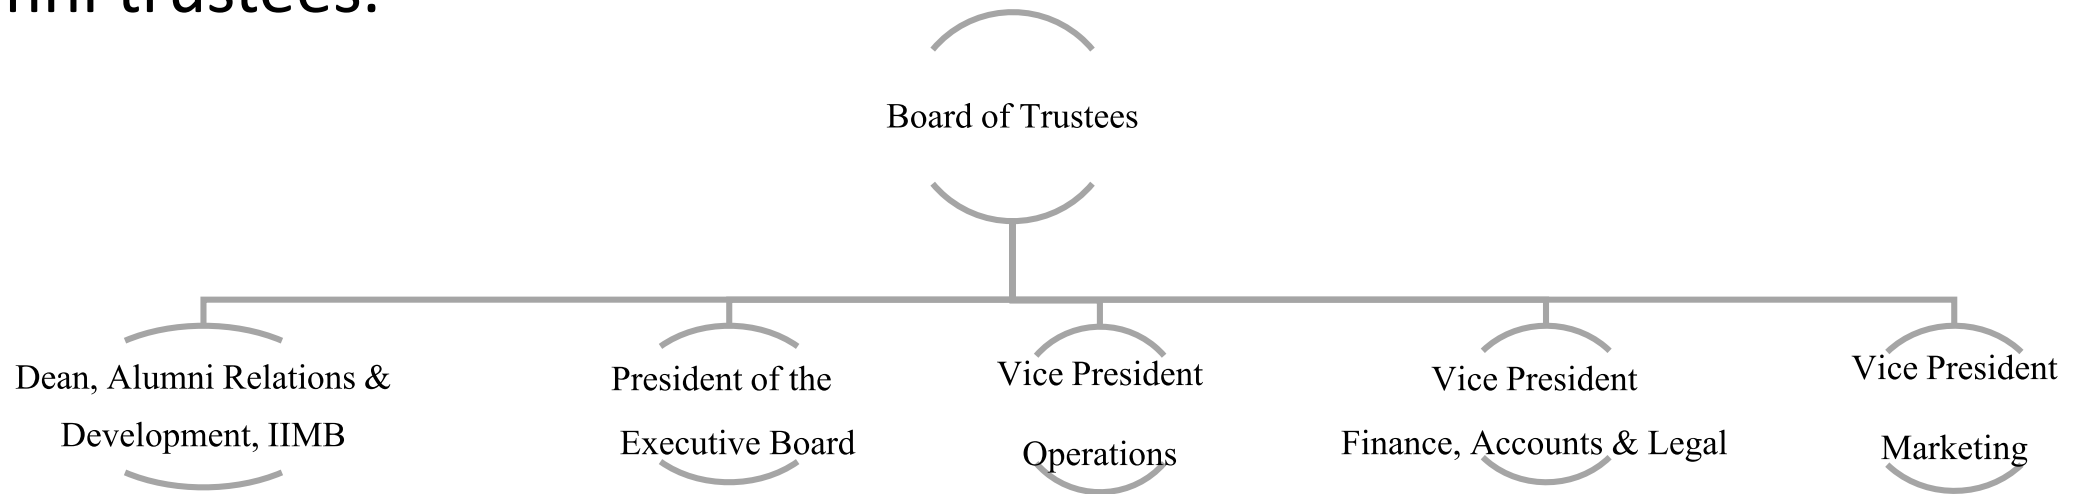 trustees.
Board of Trustees
Dean, Alumni Relations &
Development, IIMB
President of the
Executive Board
Vice President
Operations
Vice President
Finance, Accounts & Legal
Vice President
Marketing